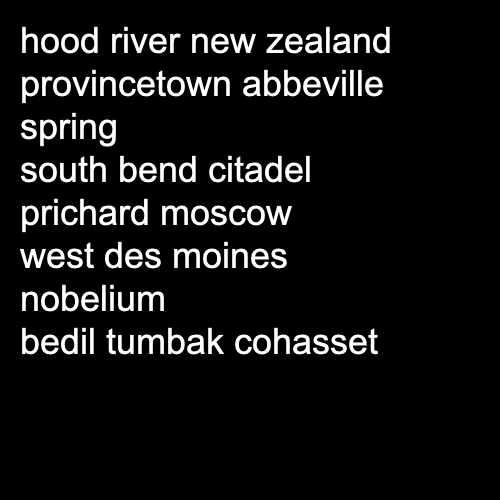 hood river new zealand
provincetown abbeville
spring
south bend citadel
prichard moscow
west des moines
nobelium
bedil tumbak cohasset